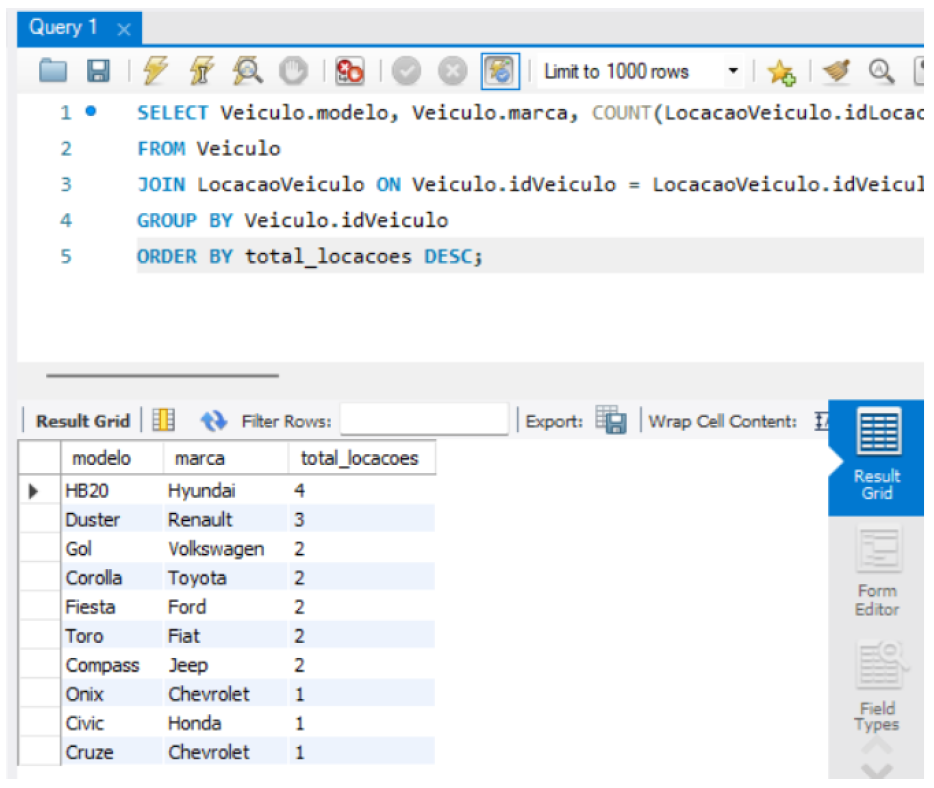 Query 1
Limit to 1000 rows
1 SELECT Veiculo.modelo, Veiculo.marca, COUNT(LocacaoVeiculo.idLocac
2 FROM Veiculo
3 JOIN LocacaoVeiculo ON Veiculo.idVeiculo = LocacaoVeiculo.idVeicul
4 GROUP BY Veiculo.idVeiculo
5 ORDER BY total_locacoes DESC;
Result Grid Filter Rows: Export: Wrap Cell Content:
modelo marca total_locacoes
HB20 Hyundai 4
Duster Renault 3
Gol Volkswagen 2
Corolla Toyota 2
Fiesta Ford 2
Toro Fiat 2
Compass Jeep 2
Onix Chevrolet 1
Civic Honda 1
Cruze Chevrolet 1
Result
Grid
Form
Editor
Field
Types